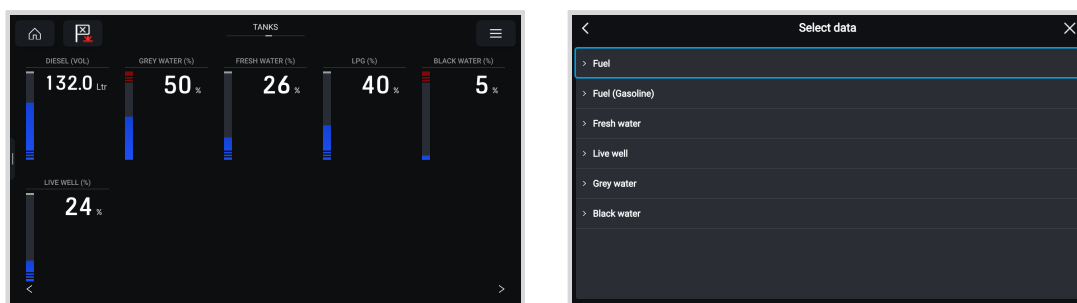 TANKS
DIESEL (VOL)
132.0 Ltr
GREY WATER (%)
50 %
FRESH WATER (%)
26 %
LPG (%)
40 %
BLACK WATER (%)
5 %
LIVE WELL (%)
24 %
Select data
Fuel
Fuel (Gasoline)
Fresh water
Live well
Grey water
Black water